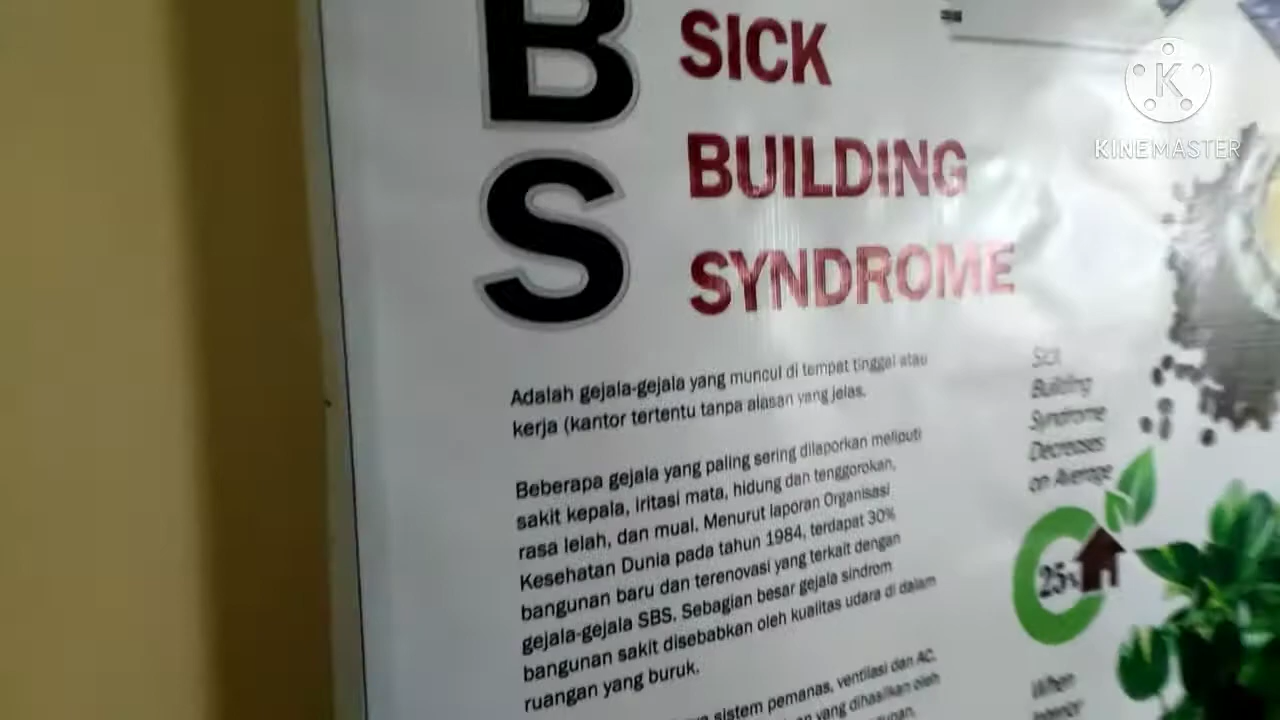 B
S
SICK
BUILDING
SYNDROME
Adalah gejala-gejala yang muncul di tempat tinggal atau
kerja (kantor tertentu tanpa alasan yang jelas.
Beberapa gejala yang paling sering dilaporkan meliputi
sakit kepala, iritasi mata, hidung dan tenggorokan,
rasa lelah, dan mual. Menurut laporan Organisasi
Kesehatan Dunia pada tahun 1984, terdapat 30%
bangunan baru dan terenovasi yang terkait dengan
gejala-gejala SBS. Sebagian besar gejala sindrom
bangunan sakit disebabkan oleh kualitas udara di dalam
ruangan yang buruk.
sistem pemanas, ventilasi dan AC.
yang dihasilkan oleh
Sick
Building
Syndrome
Decreases
on Average
25%
When
K
KINEMASTER